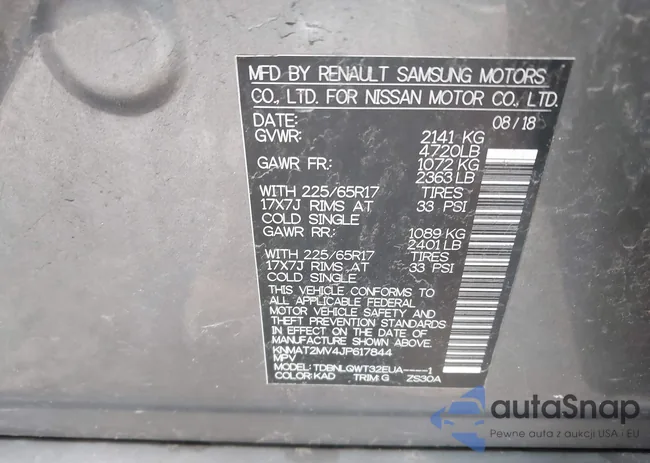 MFD BY RENAULT SAMSUNG MOTORS
CO., LTD. FOR NISSAN MOTOR CO., LTD.
DATE: 08/18
GVWR: 2141 KG
4720LB
GAWR FR: 1072 KG
2363 LB
WITH 225/65R17 TIRES
17X7J RIMS AT 33 PSI
COLD SINGLE
GAWR RR: 1089 KG
2401 LB
WITH 225/65R17 TIRES
17X7J RIMS AT 33 PSI
COLD SINGLE
THIS VEHICLE CONFORMS TO
ALL APPLICABLE FEDERAL
MOTOR VEHICLE SAFETY AND
THEFT PREVENTION STANDARDS
IN EFFECT ON THE DATE OF
MANUFACTURE SHOWN ABOVE.
KNMAT2MV4JP617844
MPV
MODEL: TDBNLQWT32EUA----1
COLOR: KAD TRIM: G ZS30A
autaSnap
Pewne auta z aukcji USA i EU